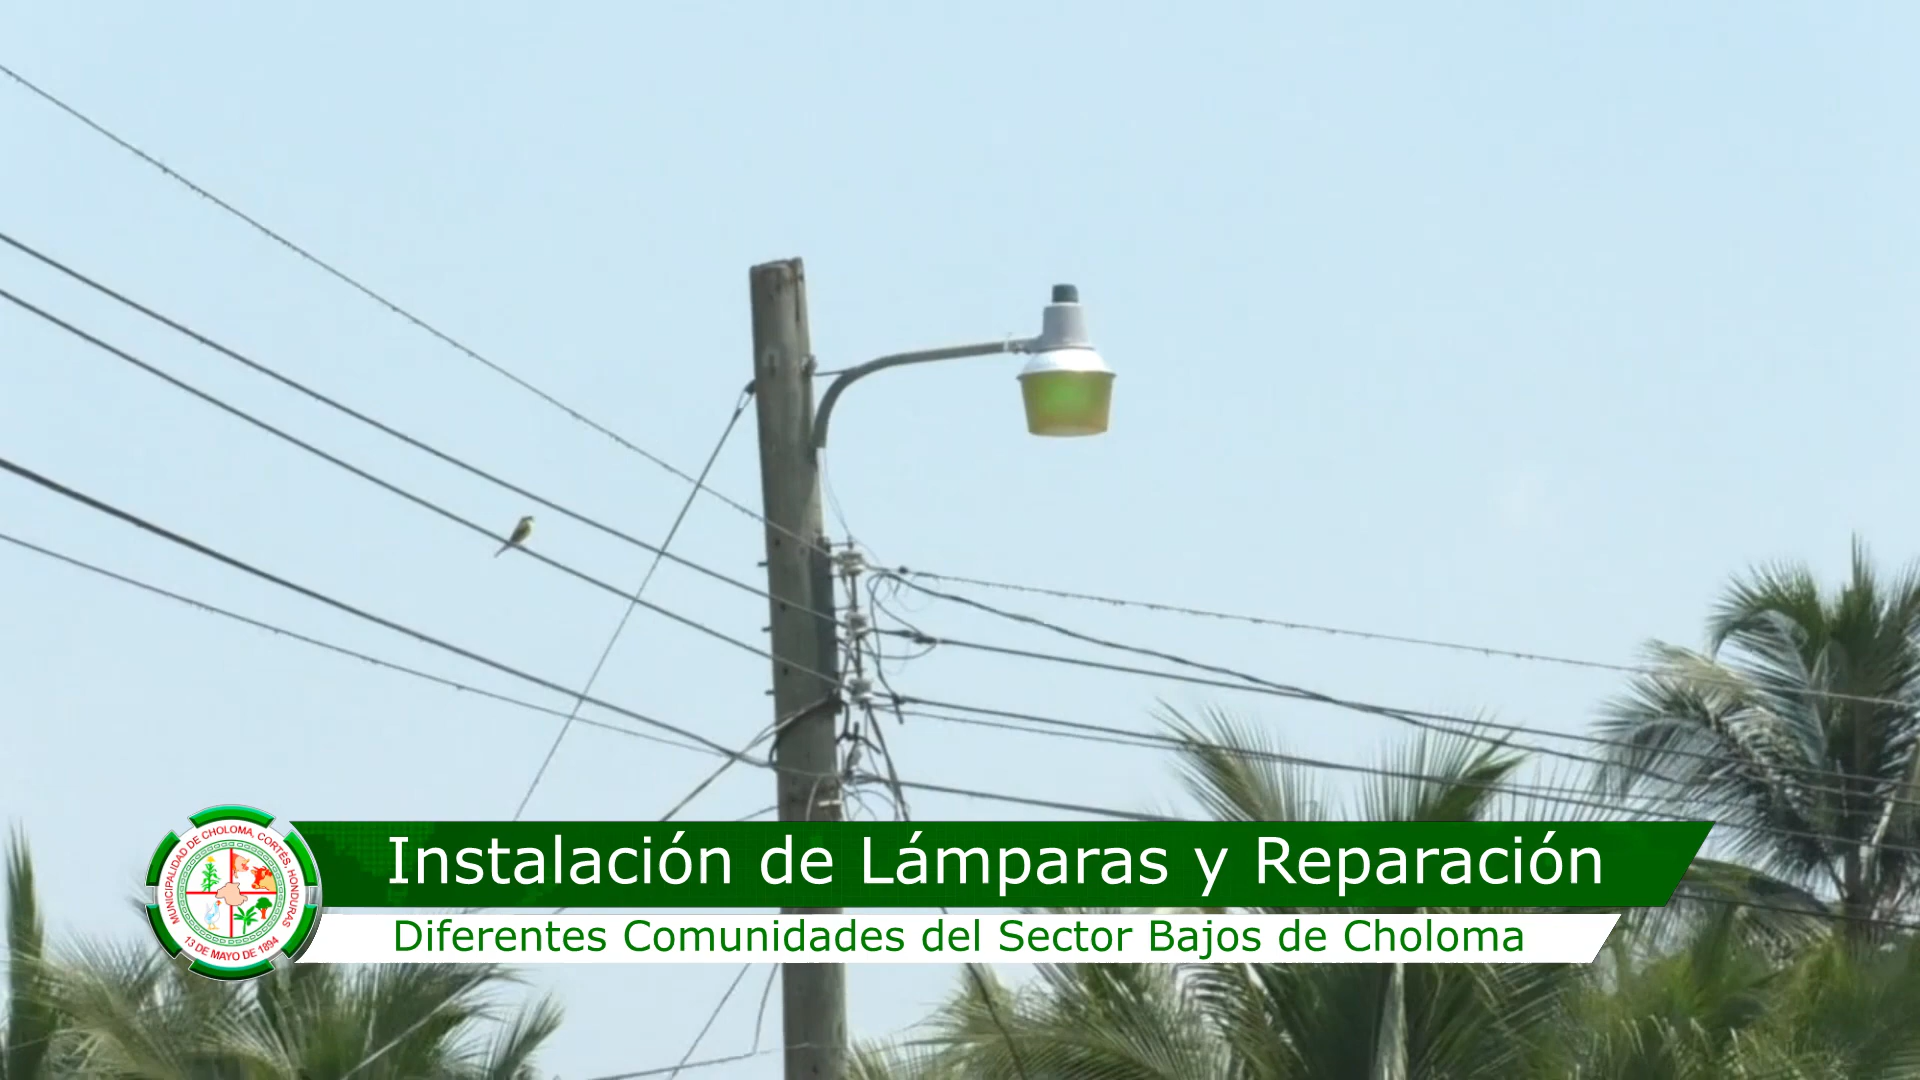 Instalación de Lámparas y Reparación
Diferentes Comunidades del Sector Bajos de Choloma
MUNICIPALIDAD DE CHOLOMA, CORTÉS, HONDURAS
13 DE MAYO DE 1894